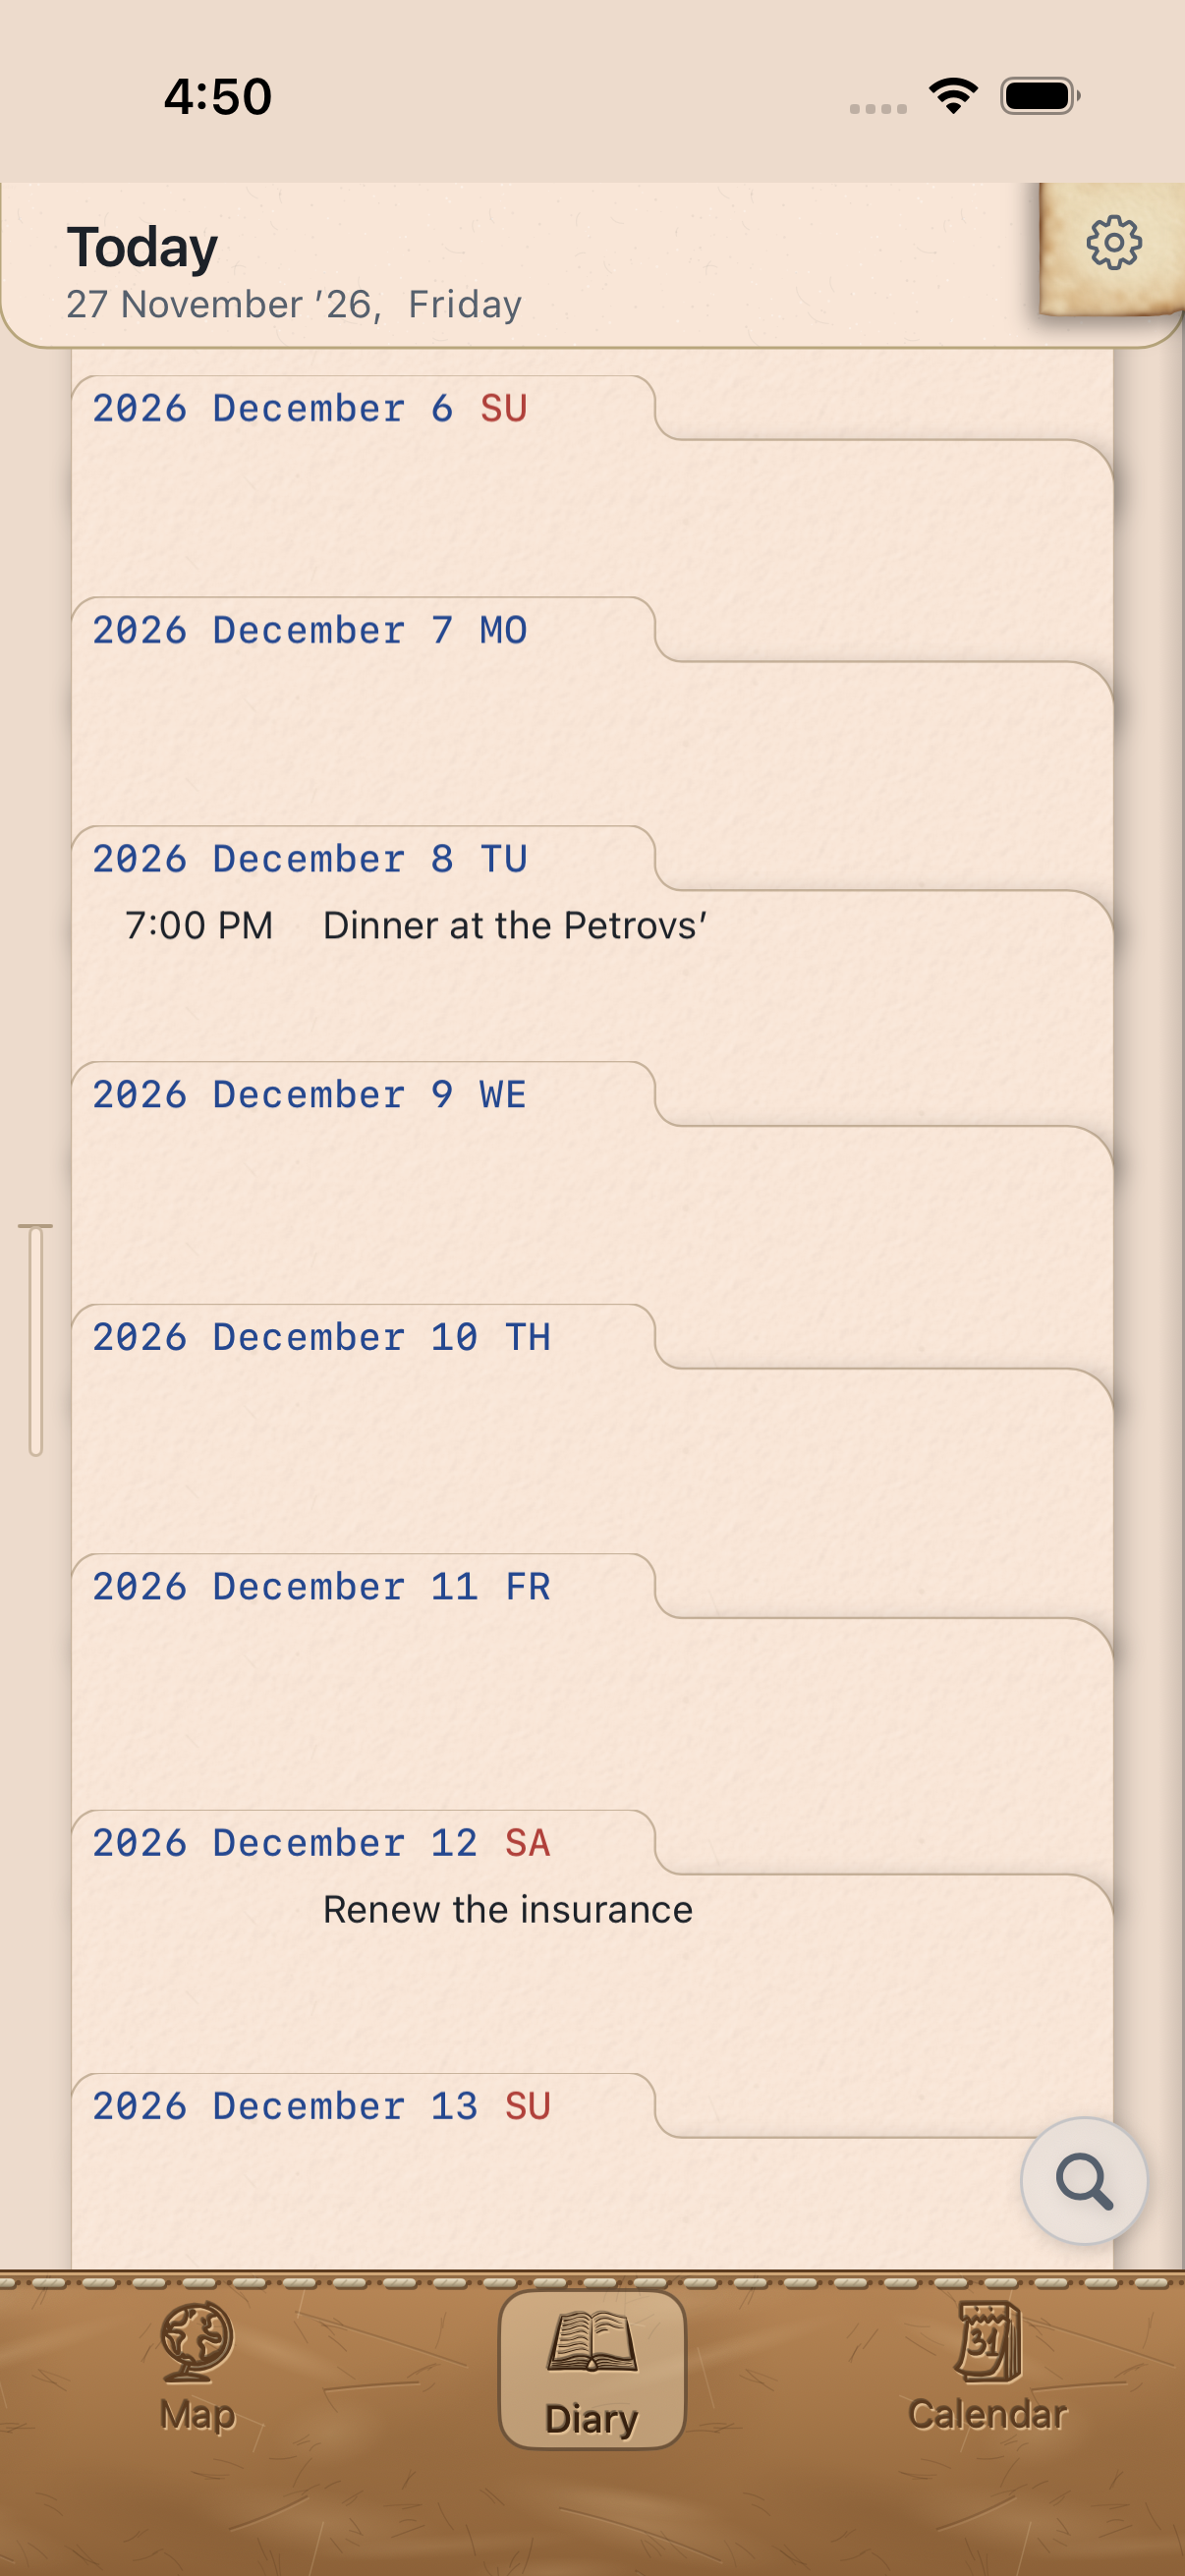 4:50
Today
27 November ’26, Friday
2026 December 6 SU
2026 December 7 MO
2026 December 8 TU
7:00 PM Dinner at the Petrovs’
2026 December 9 WE
2026 December 10 TH
2026 December 11 FR
2026 December 12 SA
Renew the insurance
2026 December 13 SU
31
Map Diary Calendar